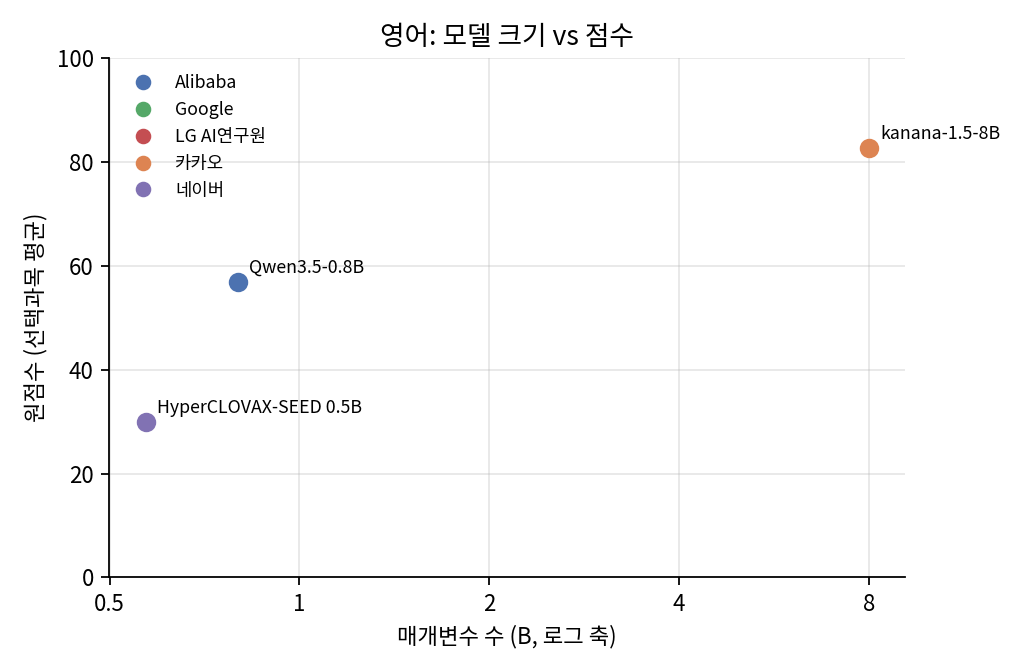 영어: 모델 크기 vs 점수
100
80
60
40
20
0
원점수 (선택과목 평균)
Alibaba
Google
LG AI연구원
카카오
네이버
kanana-1.5-8B
Qwen3.5-0.8B
HyperCLOVAX-SEED 0.5B
0.5 1 2 4 8
매개변수 수 (B, 로그 축)